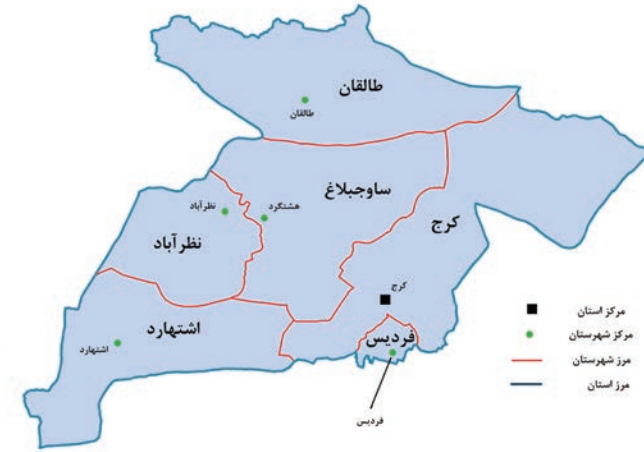 طالقان
طالقان
ساوجبلاغ
کرج
نظرآباد
هشتگرد
نظرآباد
کرج
اشتهارد
فردیس
اشتهارد
فردیس
مرکز استان
مرکز شهرستان
مرز شهرستان
مرز استان